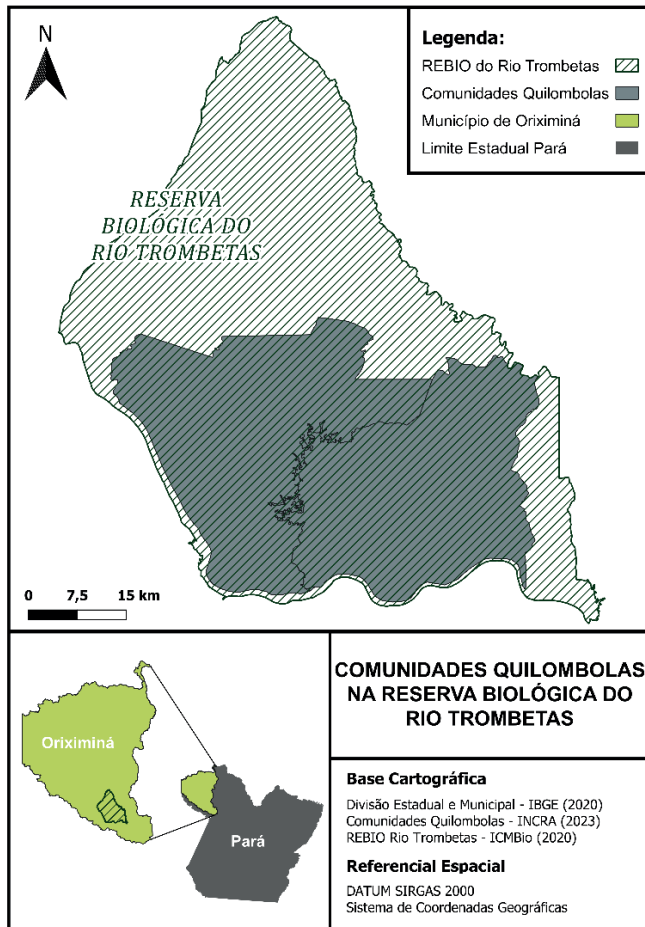 N
Legenda:
REBIO do Rio Trombetas
Comunidades Quilombolas
Município de Oriximiná
Limite Estadual Pará
RESERVA
BIOLÓGICA DO
RIO TROMBETAS
0 7,5 15 km
Oriximiná
Pará
COMUNIDADES QUILOMBOLAS
NA RESERVA BIOLÓGICA DO
RIO TROMBETAS
Base Cartográfica
Divisão Estadual e Municipal - IBGE (2020)
Comunidades Quilombolas - INCRA (2023)
REBIO Rio Trombetas - ICMBio (2020)
Referencial Espacial
DATUM SIRGAS 2000
Sistema de Coordenadas Geográficas